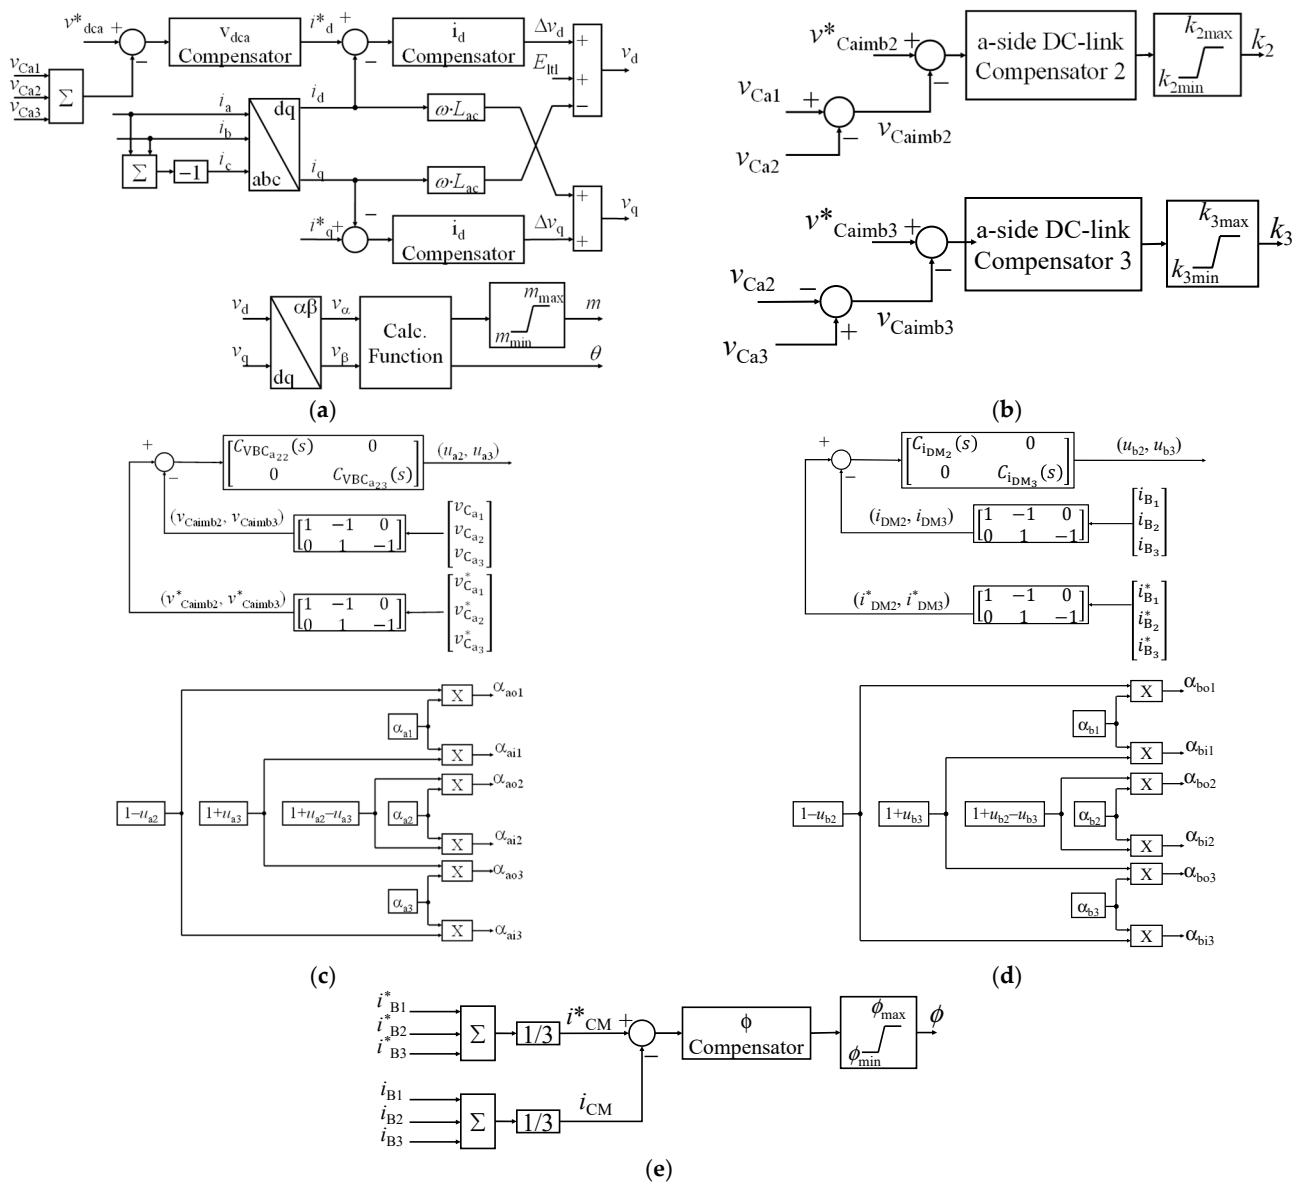 v*dca + − vdca Compensator i*d + − id Compensator Δvd + Eltl + − vd
vCa1
vCa2
vCa3
Σ
ia
ib
ic
Σ −1
dq
abc
id
iq
ω·Lac
ω·Lac
−
i*q + id Compensator Δvq + + vq
vd
vq
αβ
dq
vα
vβ
Calc. Function
mmax
mmin
m
θ
(a)
v*Caimb2 + − a-side DC-link Compensator 2 k2max k2min k2
vCa1 +
vCa2 −
vCaimb2
v*Caimb3 + − a-side DC-link Compensator 3 k3max k3min k3
vCa2 −
vCa3 +
vCaimb3
(b)
+ −
CVBCa22(s) 0
0 CVBCa23(s)
(ua2, ua3)
(vCaimb2, vCaimb3)
1 −1 0
0 1 −1
vCa1
vCa2
vCa3
(v*Caimb2, v*Caimb3)
1 −1 0
0 1 −1
v*Ca1
v*Ca2
v*Ca3
X αao1
αa1
X αai1
X αao2
1−ua2 1+ua3 1+ua2−ua3 αa2
X αai2
X αao3
αa3
X αai3
(c)
+ −
CiDM2(s) 0
0 CiDM3(s)
(ub2, ub3)
(iDM2, iDM3)
1 −1 0
0 1 −1
iB1
iB2
iB3
(i*DM2, i*DM3)
1 −1 0
0 1 −1
i*B1
i*B2
i*B3
X αbo1
αb1
X αbi1
X αbo2
1−ub2 1+ub3 1+ub2−ub3 αb2
X αbi2
X αbo3
αb3
X αbi3
(d)
i*B1
i*B2
i*B3
Σ 1/3 i*CM + − ϕ Compensator ϕmax ϕmin ϕ
iB1
iB2
iB3
Σ 1/3 iCM
(e)